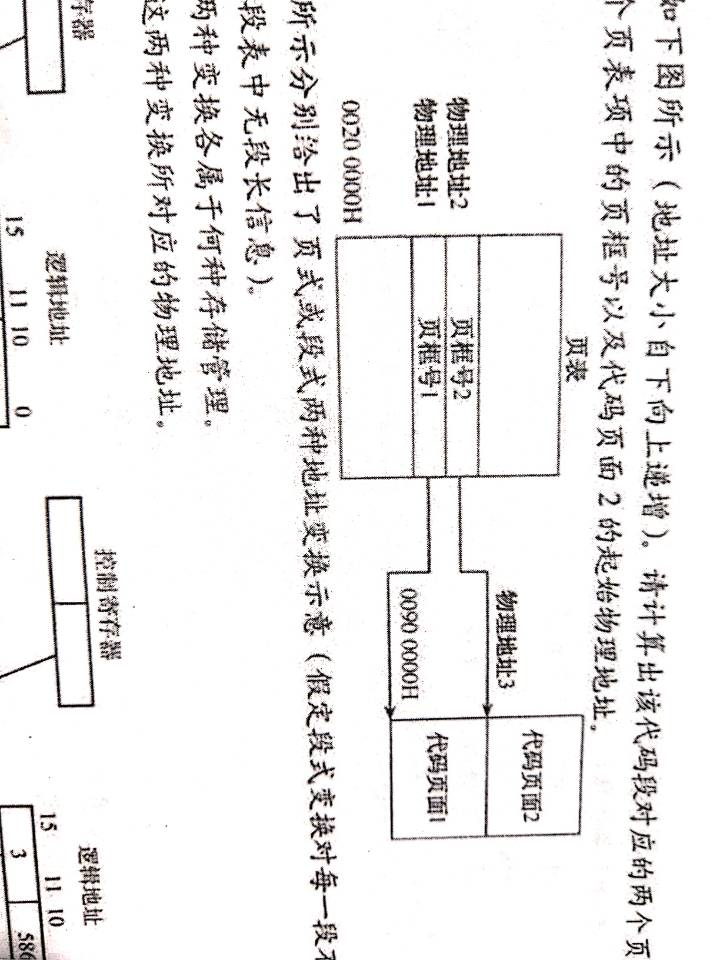 如下图所示（地址大小自下向上递增）。请计算出该代码段对应的两个页
个页表项中的页框号以及代码页面2的起始物理地址。
页表
物理地址2
物理地址1
0020 0000H
页框号2
页框号1
物理地址3
0090 0000H
代码页面2
代码页面1
所示分别给出了页式或段式两种地址变换示意（假定段式变换对每一段不
段表中无段长信息）。
两种变换各属于何种存储管理。
这两种变换所对应的物理地址。
存器
逻辑地址
15 11 10 0
控制寄存器
逻辑地址
15 11 10
3 586